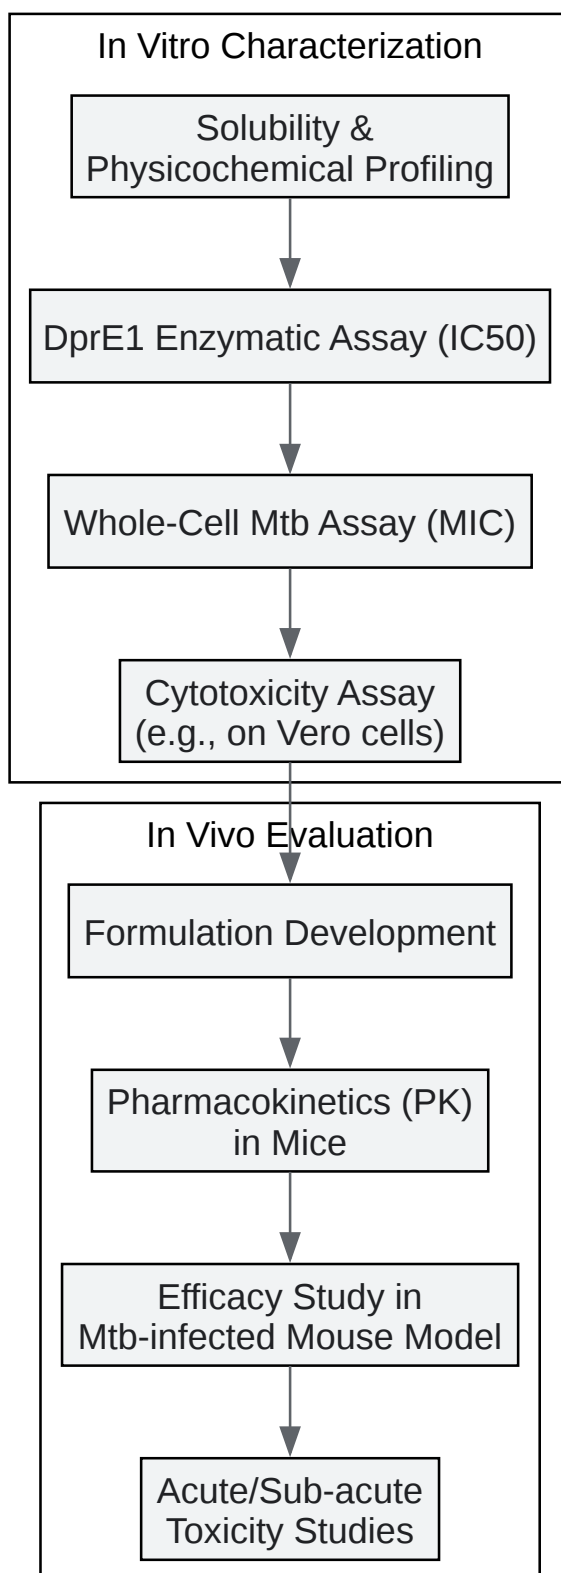 In Vitro Characterization
Solubility &
Physicochemical Profiling
DprE1 Enzymatic Assay (IC50)
Whole-Cell Mtb Assay (MIC)
Cytotoxicity Assay
(e.g., on Vero cells)
In Vivo Evaluation
Formulation Development
Pharmacokinetics (PK)
in Mice
Efficacy Study in
Mtb-infected Mouse Model
Acute/Sub-acute
Toxicity Studies